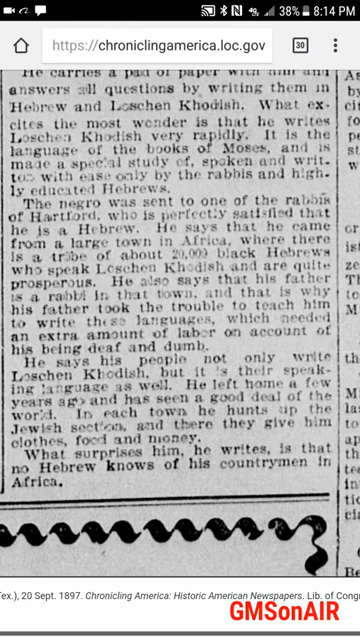 38% 8:14 PM
https://chroniclingamerica.loc.gov
30
He carries a pad of paper with him and
answers all questions by writing them in
Hebrew and Loschen Khodish. What ex-
cites the most wonder is that he writes
Loschen Khodish very rapidly. It is the
language of the books of Moses, and is
made a special study of, spoken and writ-
ten with ease only by the rabbis and high-
ly educated Hebrews.
The negro was sent to one of the rabbis
of Hartford, who is perfectly satisfied that
he is a Hebrew. He says that he came
from a large town in Africa, where there
is a tribe of about 20,000 black Hebrews
who speak Loschen Khodish and are quite
prosperous. He also says that his father
is a rabbi in that town, and that is why
his father took the trouble to teach him
to write these languages, which needed
an extra amount of labor on account of
his being deaf and dumb.
He says his people not only write
Loschen Khodish, but it is their speak-
ing language as well. He left home a few
years ago and has seen a good deal of the
world. In each town he hunts up the
Jewish section, and there they give him
clothes, food and money.
What surprises him, he writes, is that
no Hebrew knows of his countrymen in
Africa.
Tex.), 20 Sept. 1897. Chronicling America: Historic American Newspapers. Lib. of Cong
GMSonAIR